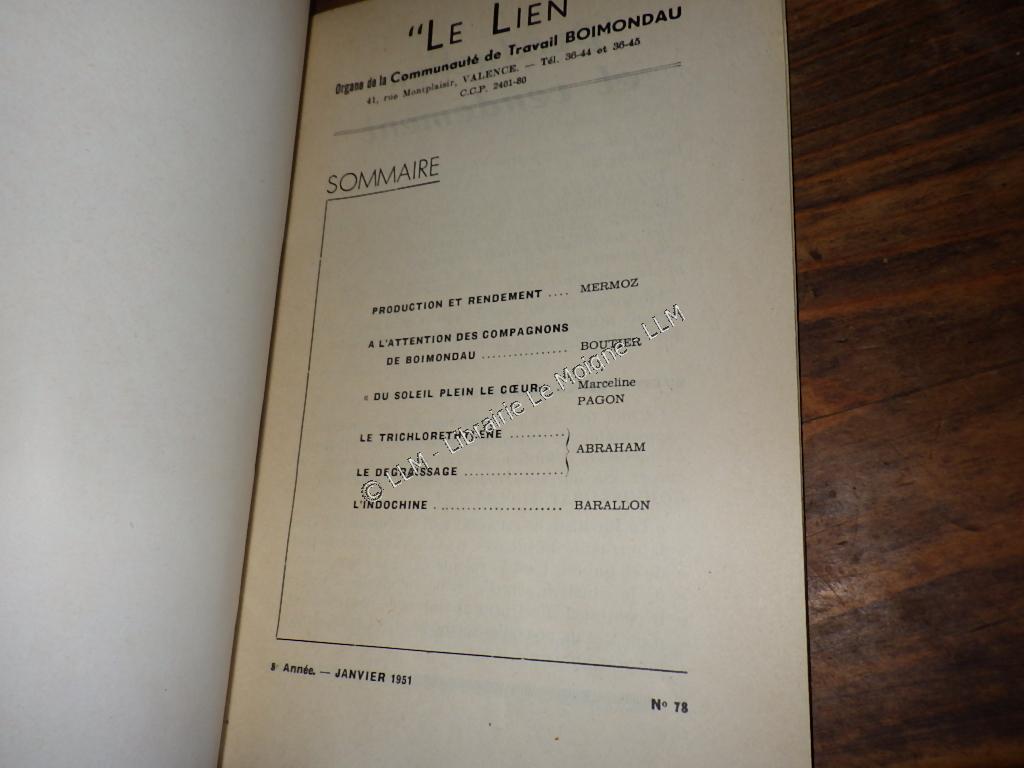 "LE LIEN
Organe de la Communauté de Travail BOIMONDAU
41, rue Montplaisir, VALENCE. — Tél. 36-44 et 36-45
C.C.P. 2401-80
SOMMAIRE
PRODUCTION ET RENDEMENT .... MERMOZ
A L'ATTENTION DES COMPAGNONS
DE BOIMONDAU ................ BOUTIER
« DU SOLEIL PLEIN LE CŒUR» Marceline
PAGON
LE TRICHLORETHYLENE ..........
ABRAHAM
LE DEGRAISSAGE ..................
L'INDOCHINE ...................... BARALLON
8e Année. — JANVIER 1951
No 78
© LLM - Librairie Le Moigne - LLM